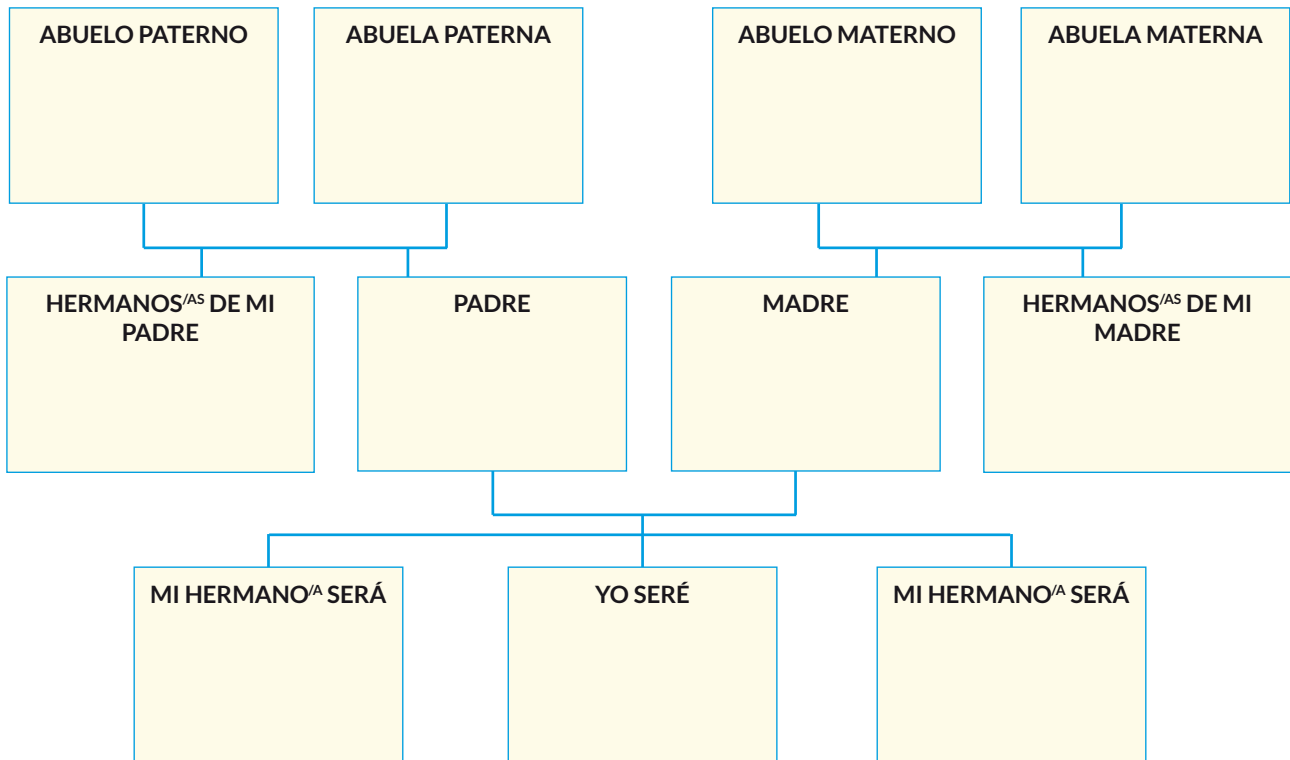 ABUELO PATERNO
ABUELA PATERNA
ABUELO MATERNO
ABUELA MATERNA
HERMANOS/AS DE MI
PADRE
PADRE
MADRE
HERMANOS/AS DE MI
MADRE
MI HERMANO/A SERÁ
YO SERÉ
MI HERMANO/A SERÁ